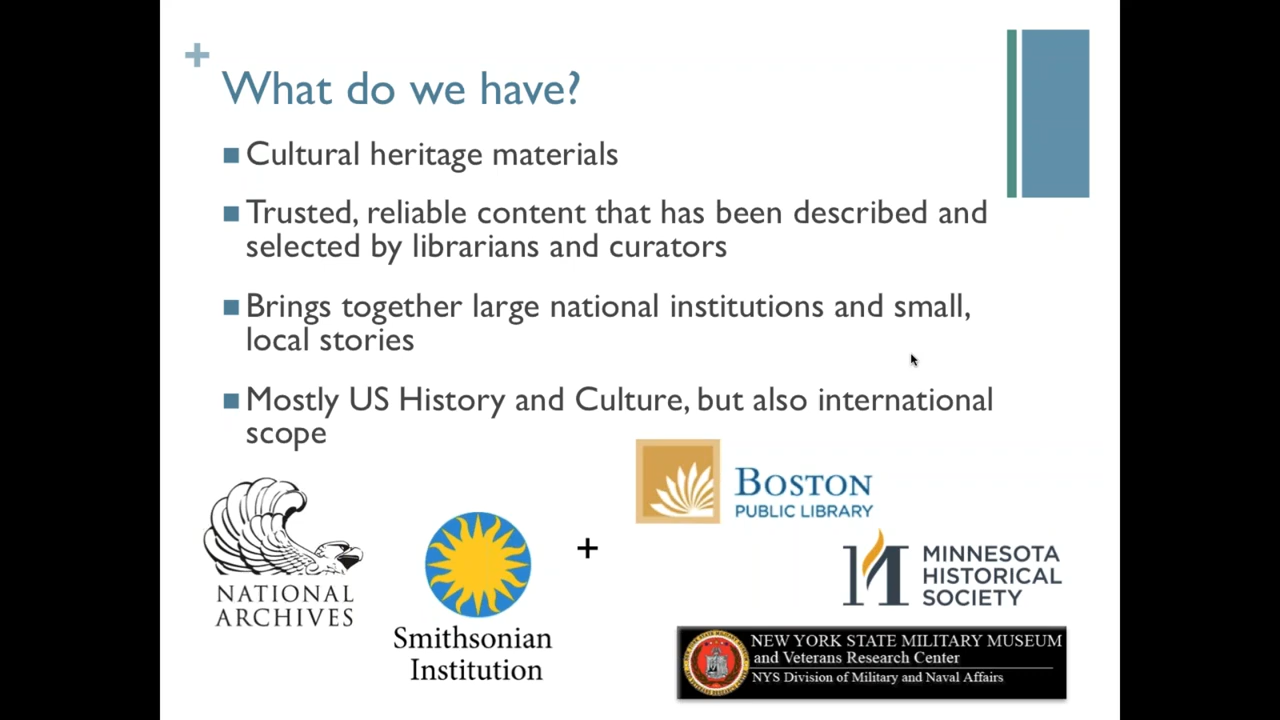 +
What do we have?
Cultural heritage materials
Trusted, reliable content that has been described and
selected by librarians and curators
Brings together large national institutions and small,
local stories
Mostly US History and Culture, but also international
scope
NATIONAL
ARCHIVES
Smithsonian
Institution
+
BOSTON
PUBLIC LIBRARY
MINNESOTA
HISTORICAL
SOCIETY
NEW YORK STATE MILITARY MUSEUM
and Veterans Research Center
NYS Division of Military and Naval Affairs